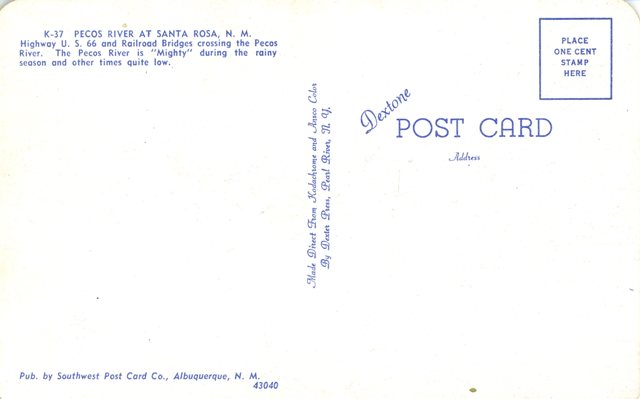 K-37 PECOS RIVER AT SANTA ROSA, N. M.
Highway U. S. 66 and Railroad Bridges crossing the Pecos
River. The Pecos River is "Mighty" during the rainy
season and other times quite low.
PLACE
ONE CENT
STAMP
HERE
Dextone
POST CARD
Address
Made Direct From Kodachrome and Ansco Color
By Dexter Press, Pearl River, N. Y.
Pub. by Southwest Post Card Co., Albuquerque, N. M.
43040